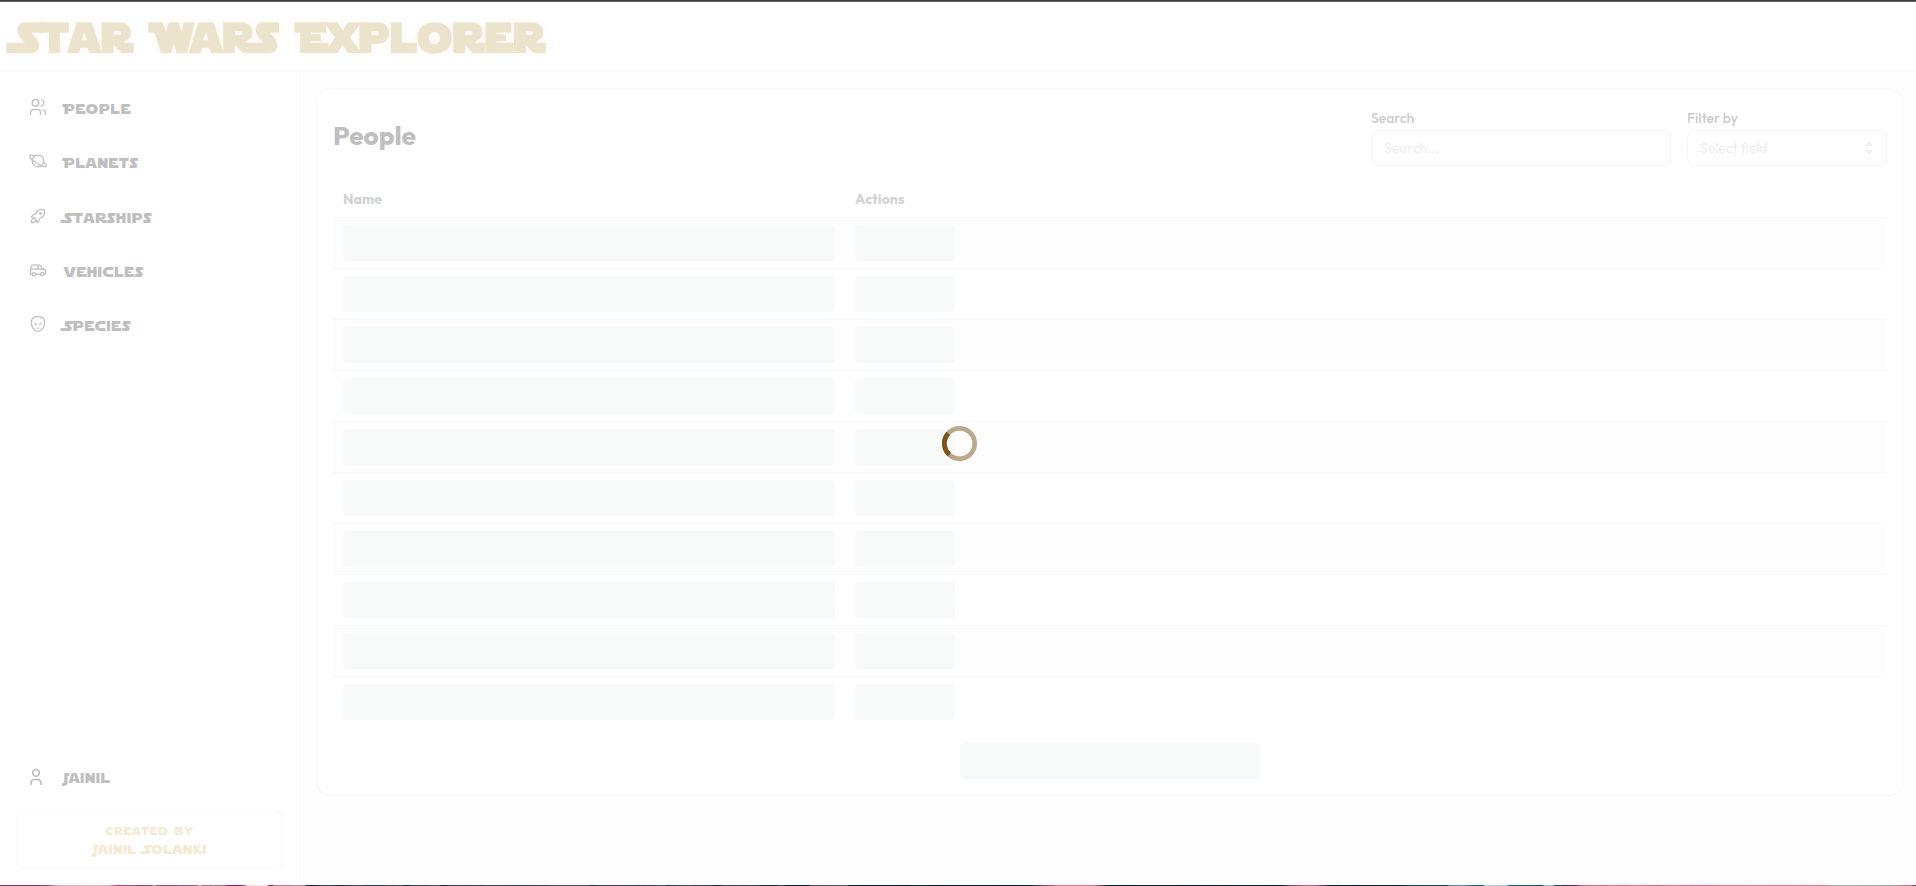 STAR WARS EXPLORER
PEOPLE
PLANETS
STARSHIPS
VEHICLES
SPECIES
JAINIL
CREATED BY
JAINIL SOLANKI
People
Search
Search...
Filter by
Select field
Name
Actions